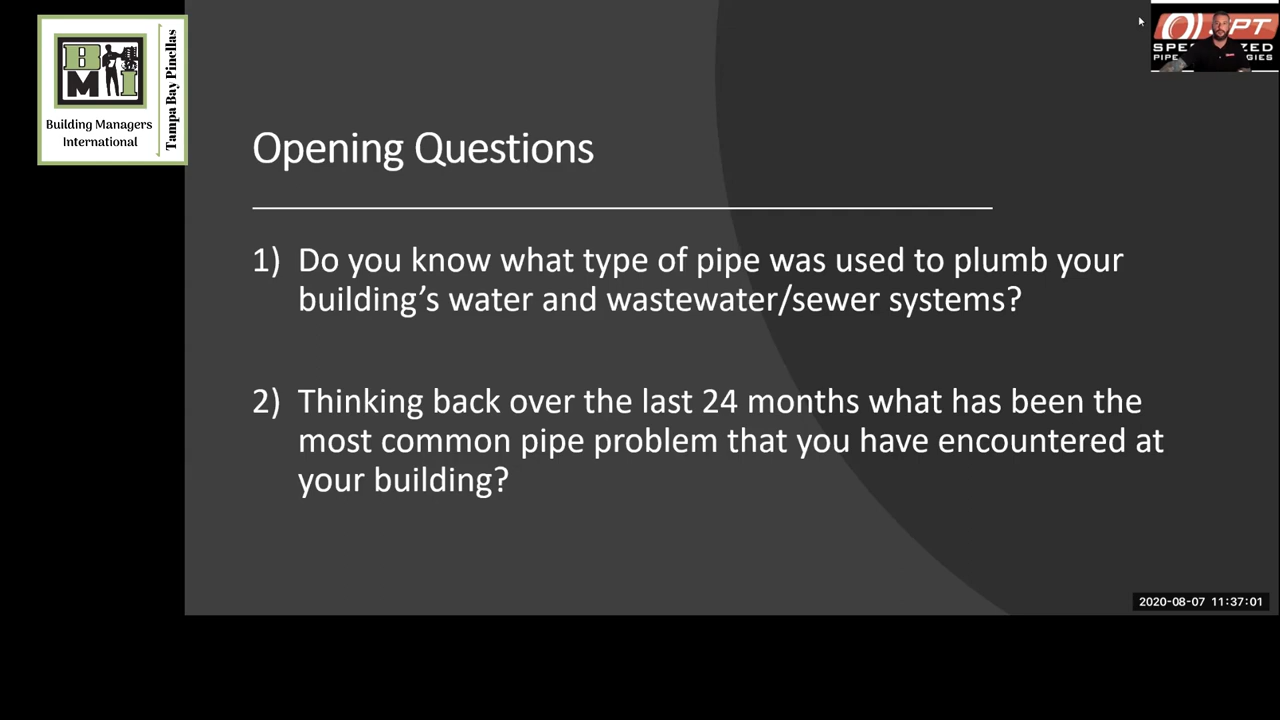 B
M I
Building Managers
International
Tampa Bay Pinellas
SPT
Opening Questions
1) Do you know what type of pipe was used to plumb your
building’s water and wastewater/sewer systems?
2) Thinking back over the last 24 months what has been the
most common pipe problem that you have encountered at
your building?
2020-08-07 11:37:01